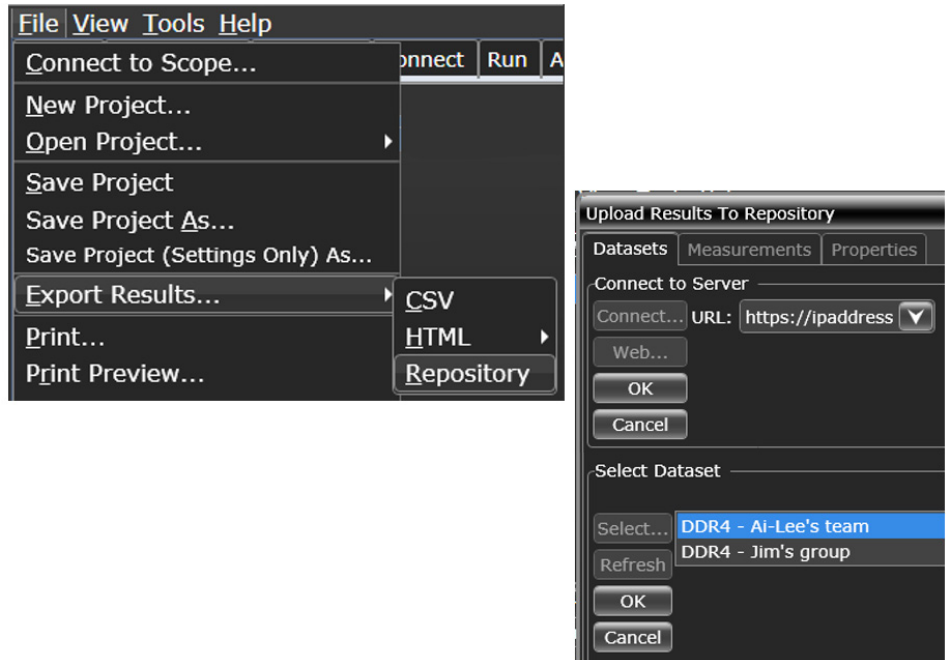 File View Tools Help
Connect to Scope... onnect Run A
New Project...
Open Project...
Save Project
Save Project As...
Save Project (Settings Only) As...
Export Results...
CSV
Print...
HTML
Print Preview...
Repository
Upload Results To Repository
Datasets Measurements Properties
Connect to Server
Connect... URL: https://ipaddress
Web...
OK
Cancel
Select Dataset
Select... DDR4 - Ai-Lee's team
DDR4 - Jim's group
Refresh
OK
Cancel